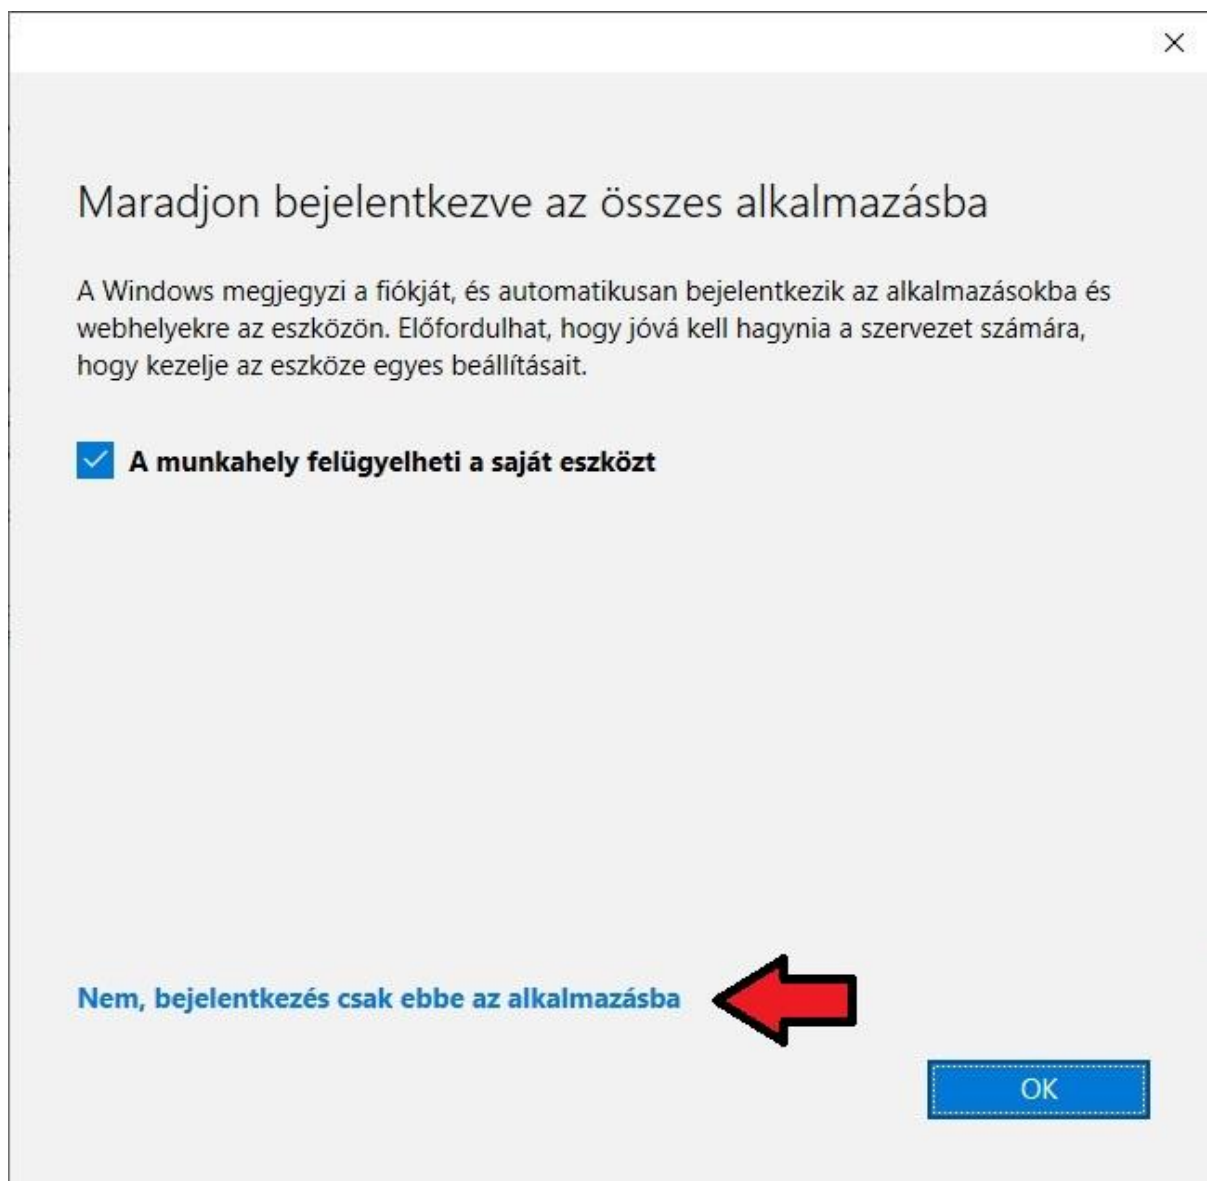 Maradjon bejelentkezve az összes alkalmazásba
A Windows megjegyzi a fiókját, és automatikusan bejelentkezik az alkalmazásokba és
webhelyekre az eszközön. Előfordulhat, hogy jóvá kell hagynia a szervezet számára,
hogy kezelje az eszköze egyes beállításait.
A munkahely felügyelheti a saját eszközt
Nem, bejelentkezés csak ebbe az alkalmazásba
OK